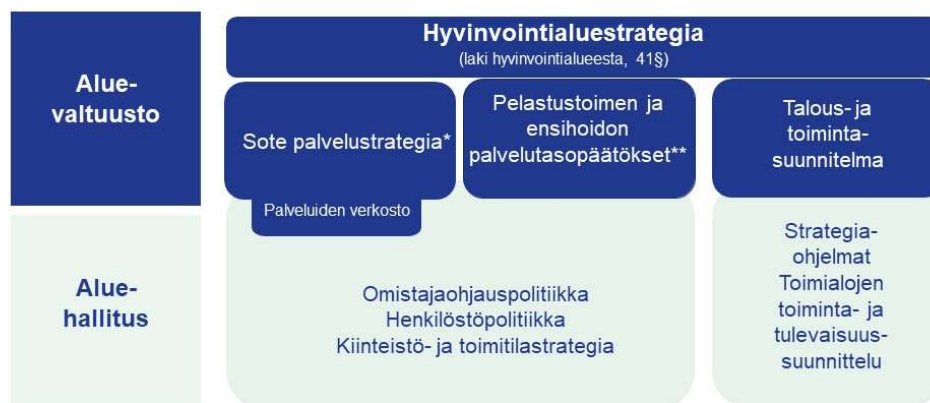 Alue-
valtuusto
Hyvinvointialuestrategia
(laki hyvinvointialueesta, 41§)
Sote palvelustrategia*
Pelastustoimen ja
ensihoidon
palvelutasopäätökset**
Talous- ja
toiminta-
suunnitelma
Palveluiden verkosto
Alue-
hallitus
Omistajaohjauspolitiikka
Henkilöstöpolitiikka
Kiinteistö- ja toimitilastrategia
Strategia-
ohjelmat
Toimialojen
toiminta- ja
tulevaisuus-
suunnittelu